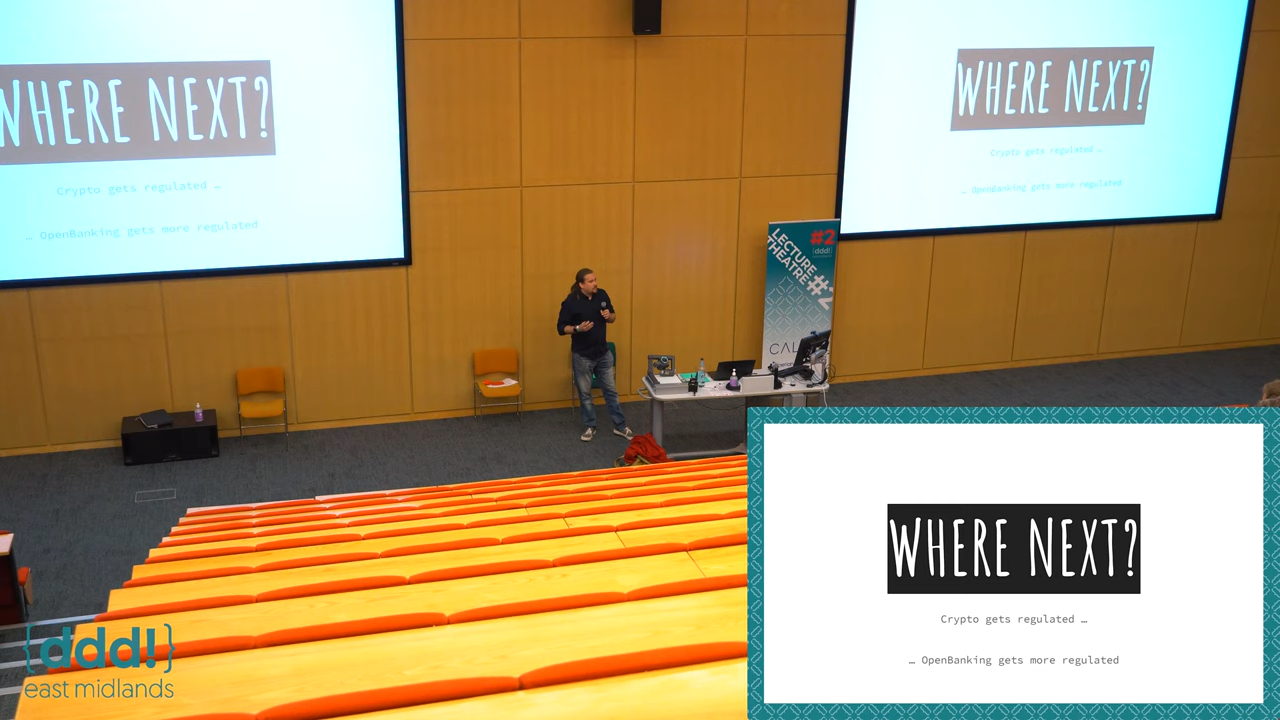 WHERE NEXT?
Crypto gets regulated …
… OpenBanking gets more regulated
WHERE NEXT?
Crypto gets regulated …
… OpenBanking gets more regulated
#2
{ddd!}
LECTURE
THEATRE
#2
WHERE NEXT?
Crypto gets regulated …
… OpenBanking gets more regulated
{ddd!}
east midlands